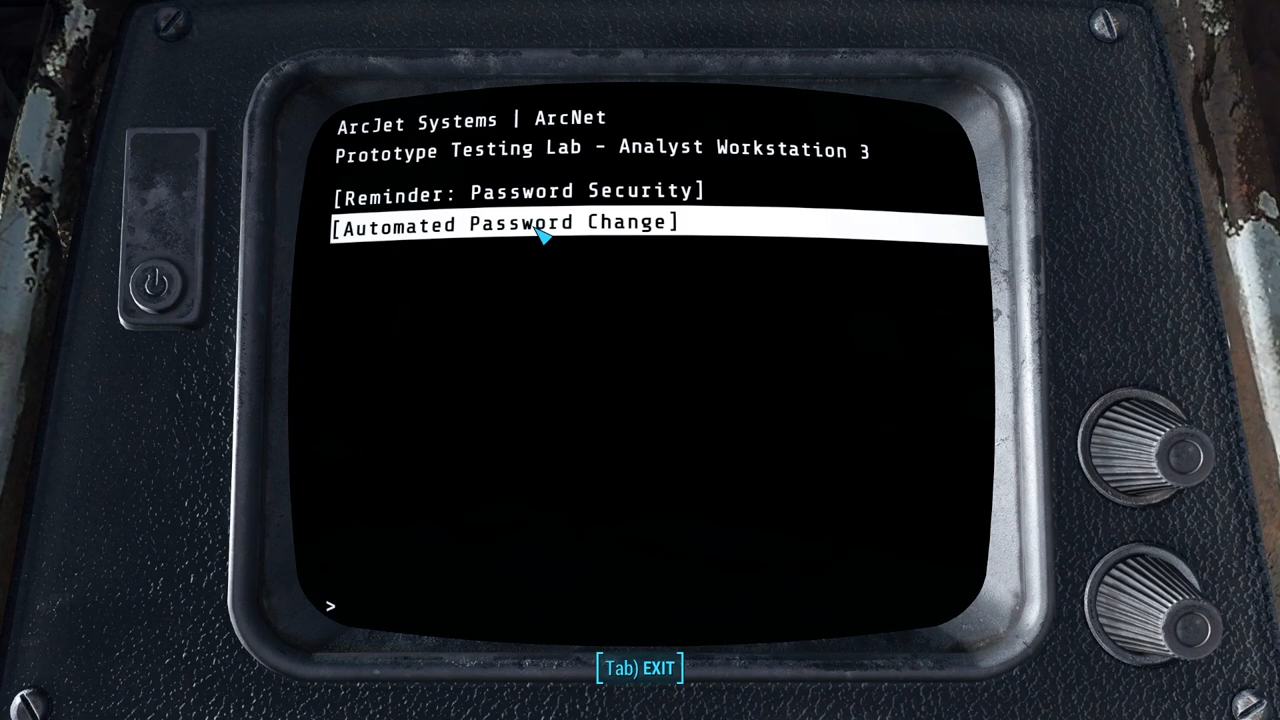 ArcJet Systems | ArcNet
Prototype Testing Lab - Analyst Workstation 3
[Reminder: Password Security]
[Automated Password Change]
>
[Tab) EXIT]